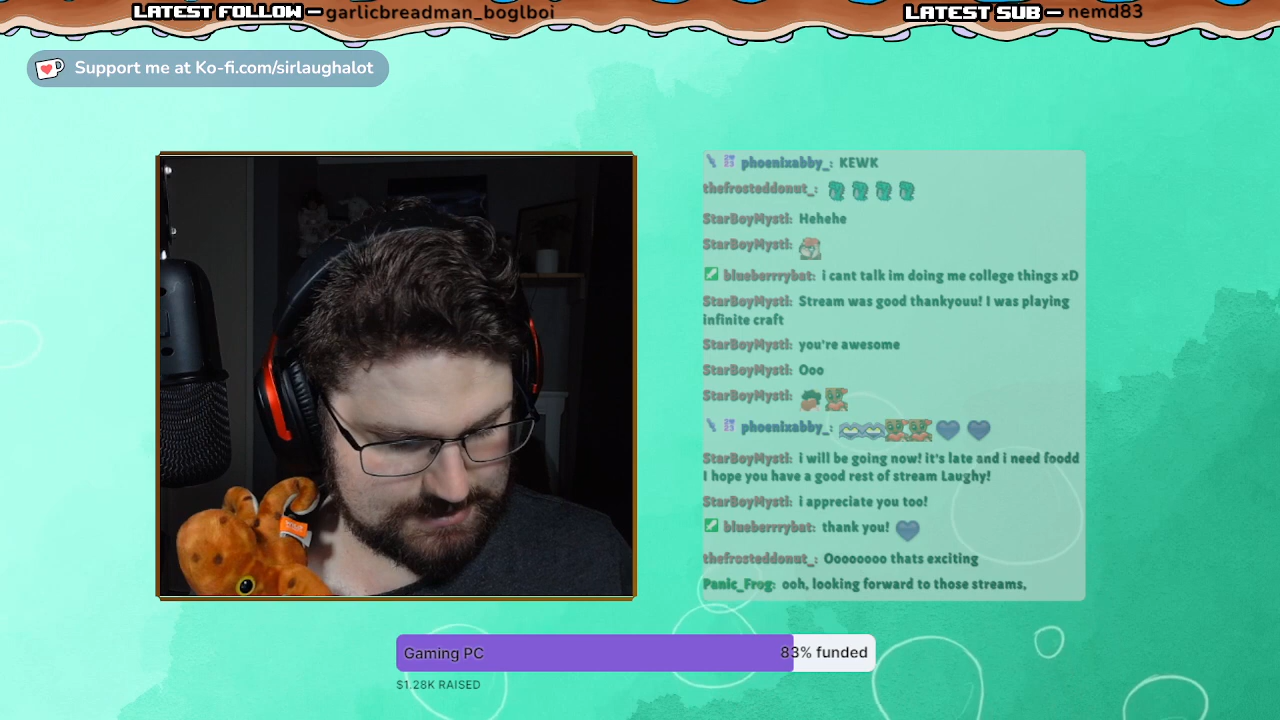 LATEST FOLLOW – garlicbreadman_boglboi
LATEST SUB – nemd83
Support me at Ko-fi.com/sirlaughalot
phoenixabby_: KEWK
thefrosteddonut_:
StarBoyMystl: Hehehe
StarBoyMystl:
blueberrrybat: i cant talk im doing me college things xD
StarBoyMystl: Stream was good thankyouu! I was playing
infinite craft
StarBoyMystl: you're awesome
StarBoyMystl: Ooo
StarBoyMystl:
phoenixabby_:
StarBoyMystl: i will be going now! it's late and i need foodd
I hope you have a good rest of stream Laughy!
StarBoyMystl: i appreciate you too!
blueberrrybat: thank you!
thefrosteddonut_: Oooooooo thats exciting
Panic_Frog: ooh, looking forward to those streams,
Gaming PC
83% funded
$1.28K RAISED